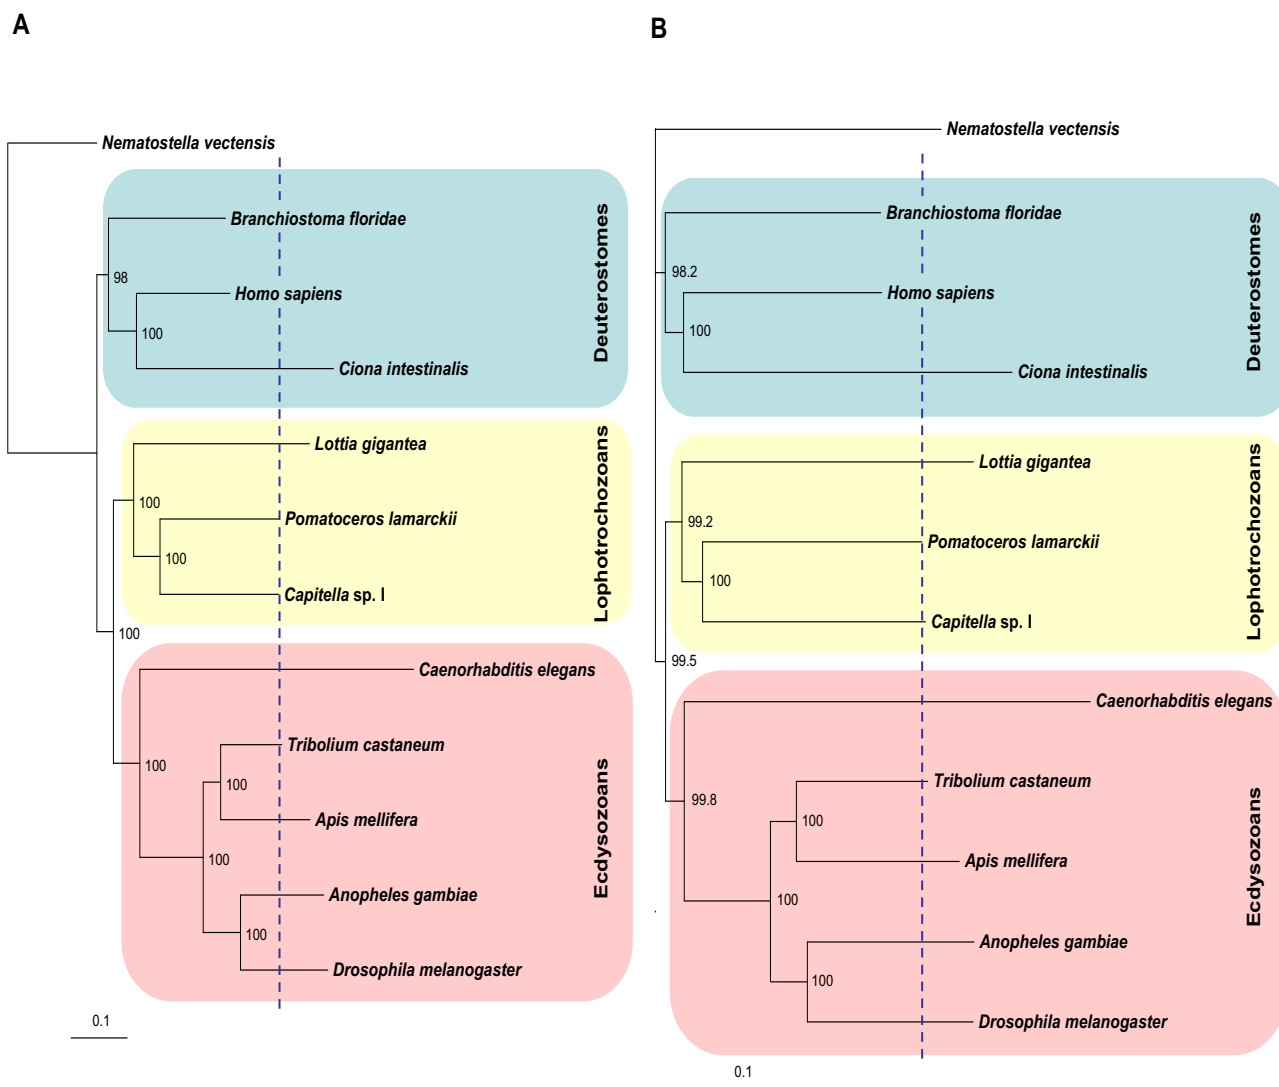 A
Nematostella vectensis
Branchiostoma floridae
98
Homo sapiens
100
Ciona intestinalis
Deuterostomes
Lottia gigantea
100
Pomatoceros lamarckii
100
Capitella sp. I
Lophotrochozoans
100
Caenorhabditis elegans
100
Tribolium castaneum
100
Apis mellifera
100
Anopheles gambiae
100
Drosophila melanogaster
Ecdysozoans
0.1
B
Nematostella vectensis
Branchiostoma floridae
98.2
Homo sapiens
100
Ciona intestinalis
Deuterostomes
Lottia gigantea
99.2
Pomatoceros lamarckii
100
Capitella sp. I
Lophotrochozoans
99.5
Caenorhabditis elegans
99.8
Tribolium castaneum
100
Apis mellifera
100
Anopheles gambiae
100
Drosophila melanogaster
Ecdysozoans
0.1